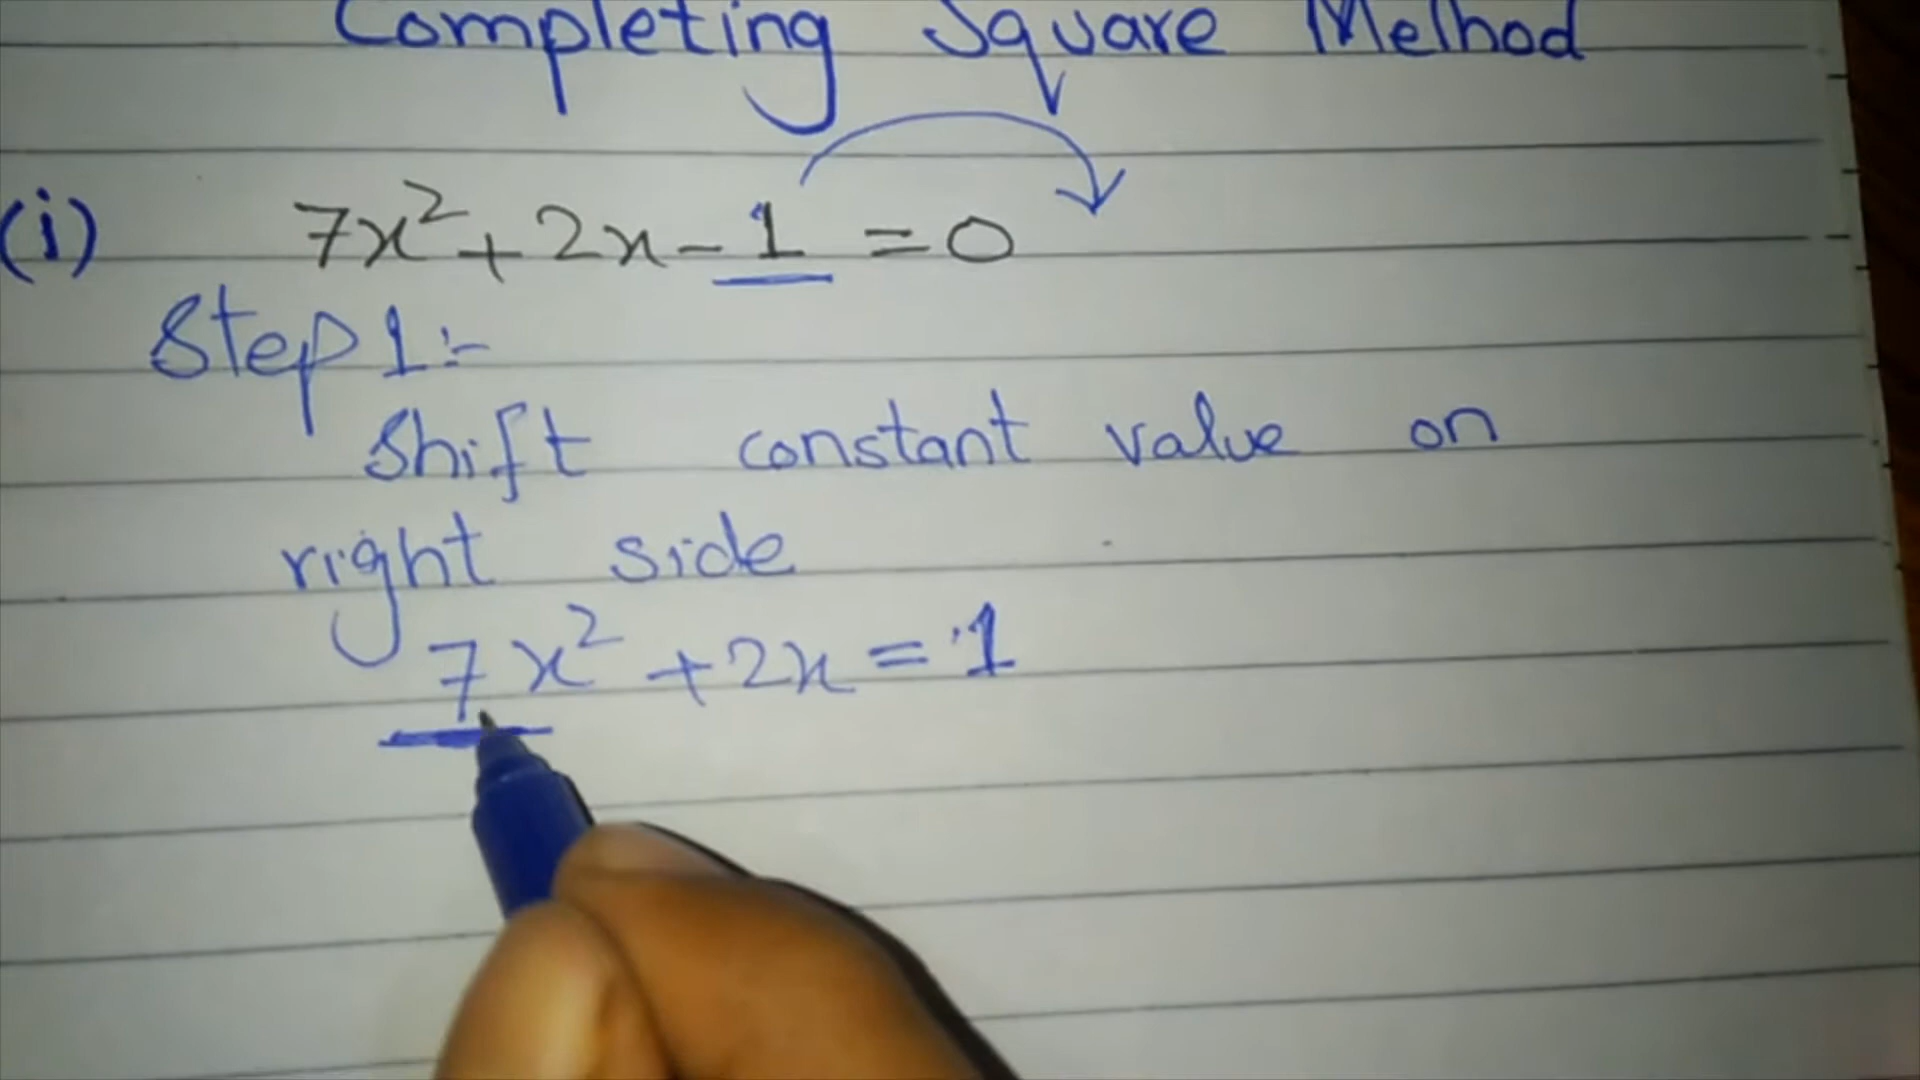 Completing Square Method
(i) 7x² + 2x - 1 = 0
Step 1:-
Shift constant value on
right side
7x² + 2x = 1